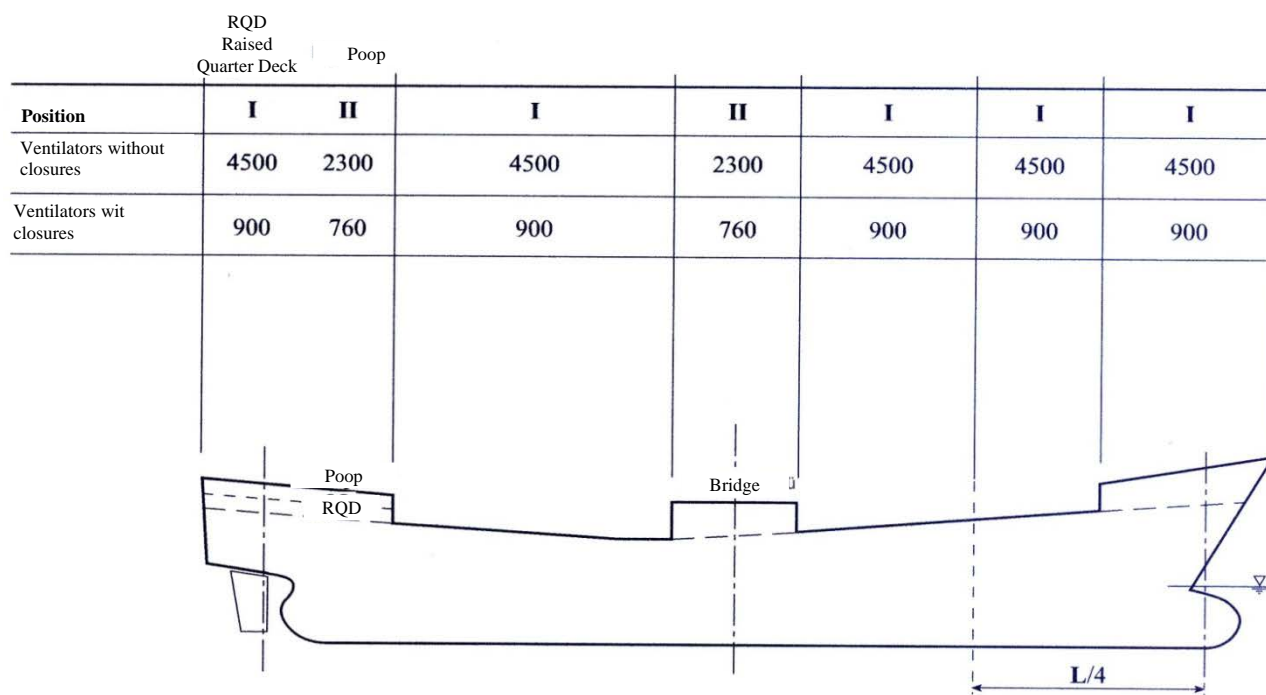 RQD
Raised
Quarter Deck
Poop
Position I II I II I I I
Ventilators without
closures
4500 2300 4500 2300 4500 4500 4500
Ventilators wit
closures
900 760 900 760 900 900 900
Poop
RQD
Bridge
L/4